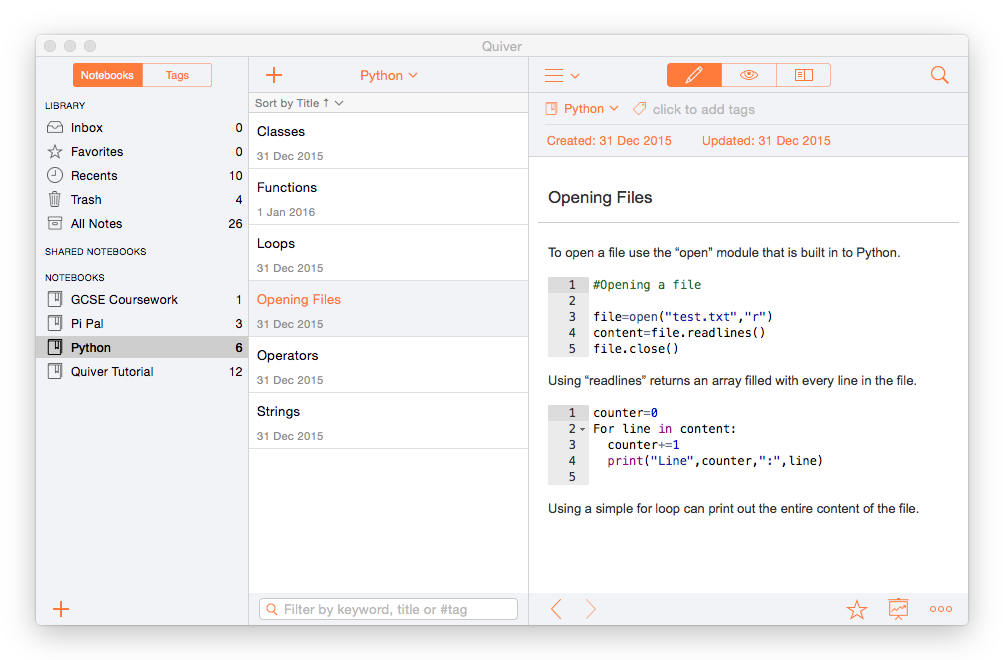 Quiver
Notebooks Tags
LIBRARY
Inbox 0
Favorites 0
Recents 10
Trash 4
All Notes 26
SHARED NOTEBOOKS
NOTEBOOKS
GCSE Coursework 1
Pi Pal 3
Python 6
Quiver Tutorial 12
Python
Sort by Title ↑
Classes
31 Dec 2015
Functions
1 Jan 2016
Loops
31 Dec 2015
Opening Files
31 Dec 2015
Operators
31 Dec 2015
Strings
31 Dec 2015
Filter by keyword, title or #tag
Python click to add tags
Created: 31 Dec 2015 Updated: 31 Dec 2015
Opening Files
To open a file use the “open” module that is built in to Python.
1 #Opening a file
2
3 file=open("test.txt","r")
4 content=file.readlines()
5 file.close()
Using “readlines” returns an array filled with every line in the file.
1 counter=0
2 For line in content:
3 counter+=1
4 print("Line",counter,":",line)
5
Using a simple for loop can print out the entire content of the file.